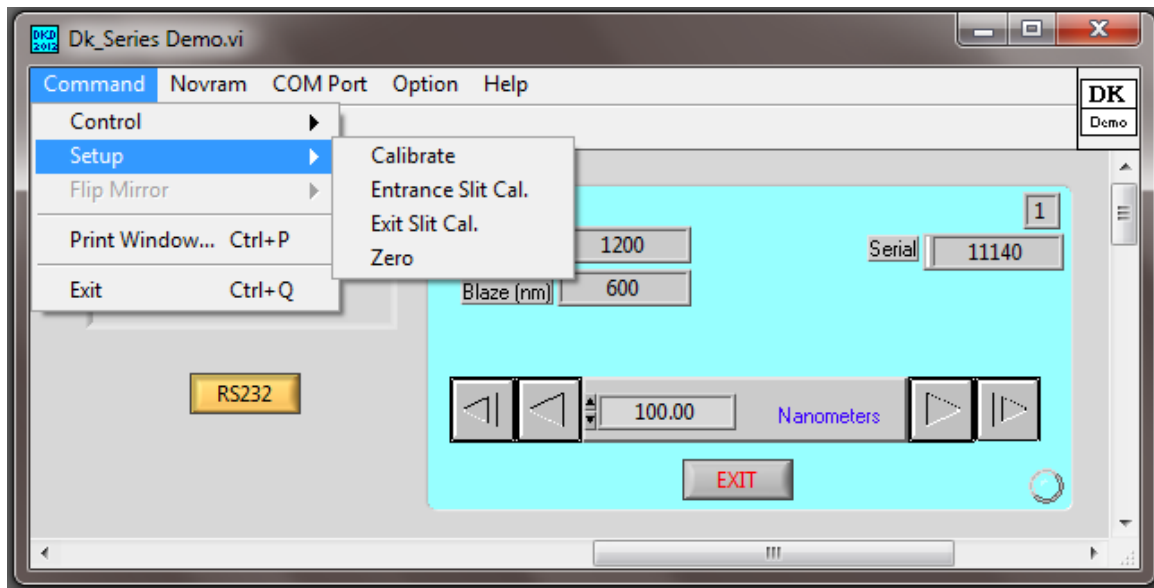 DKD
2012
Dk_Series Demo.vi
Command Novram COM Port Option Help
DK
Demo
Control
Setup
Flip Mirror
Print Window... Ctrl+P
Exit Ctrl+Q
Calibrate
Entrance Slit Cal.
Exit Slit Cal.
Zero
1
1200
Serial 11140
Blaze (nm) 600
RS232
100.00 Nanometers
EXIT